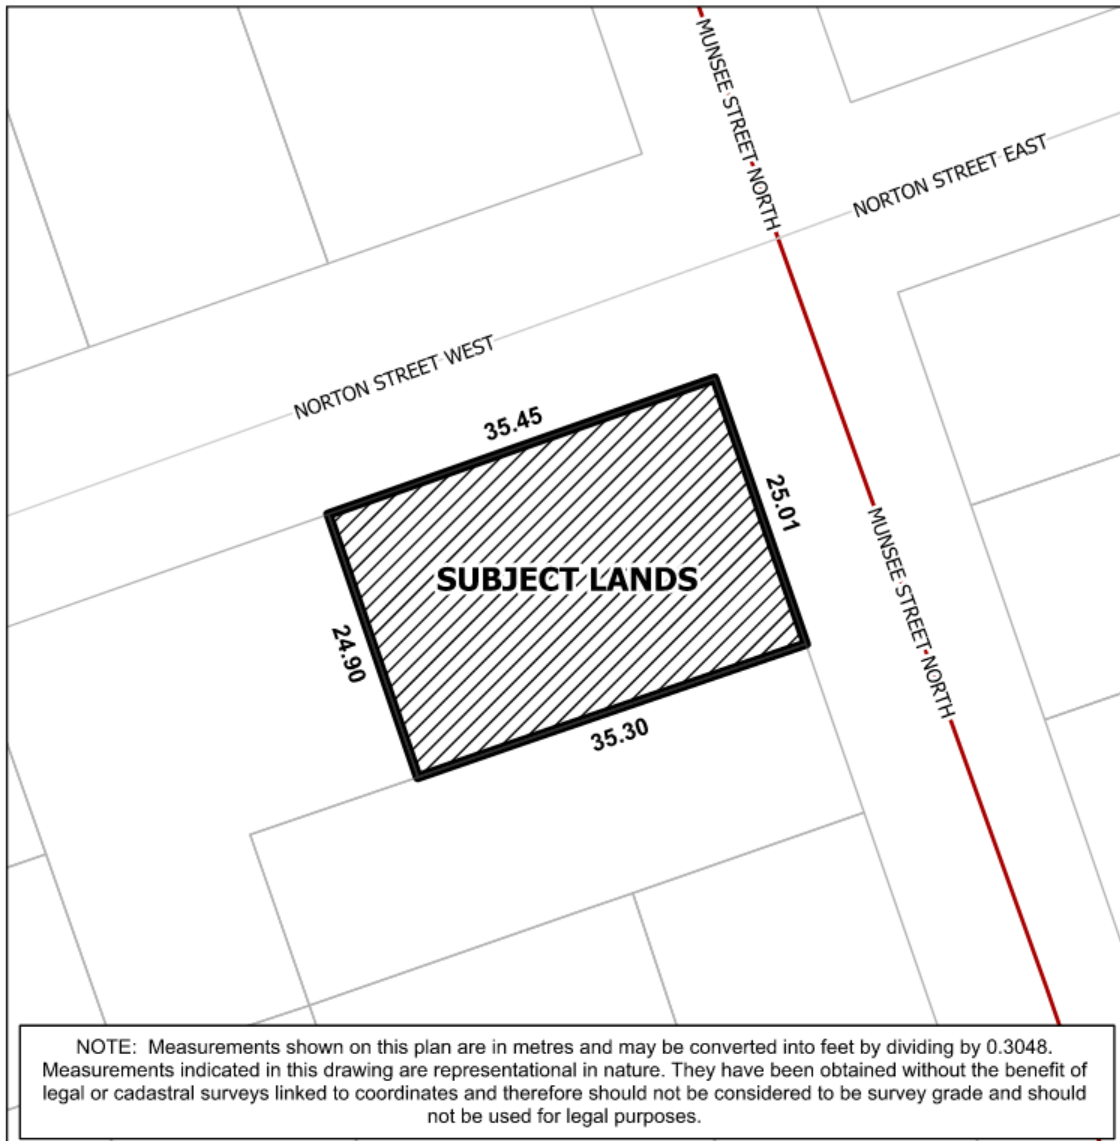 MUNSEE STREET NORTH
NORTON STREET EAST
NORTON STREET WEST
35.45
25.01
MUNSEE STREET NORTH
SUBJECT LANDS
24.90
35.30
NOTE:  Measurements shown on this plan are in metres and may be converted into feet by dividing by 0.3048.
Measurements indicated in this drawing are representational in nature. They have been obtained without the benefit of
legal or cadastral surveys linked to coordinates and therefore should not be considered to be survey grade and should
not be used for legal purposes.